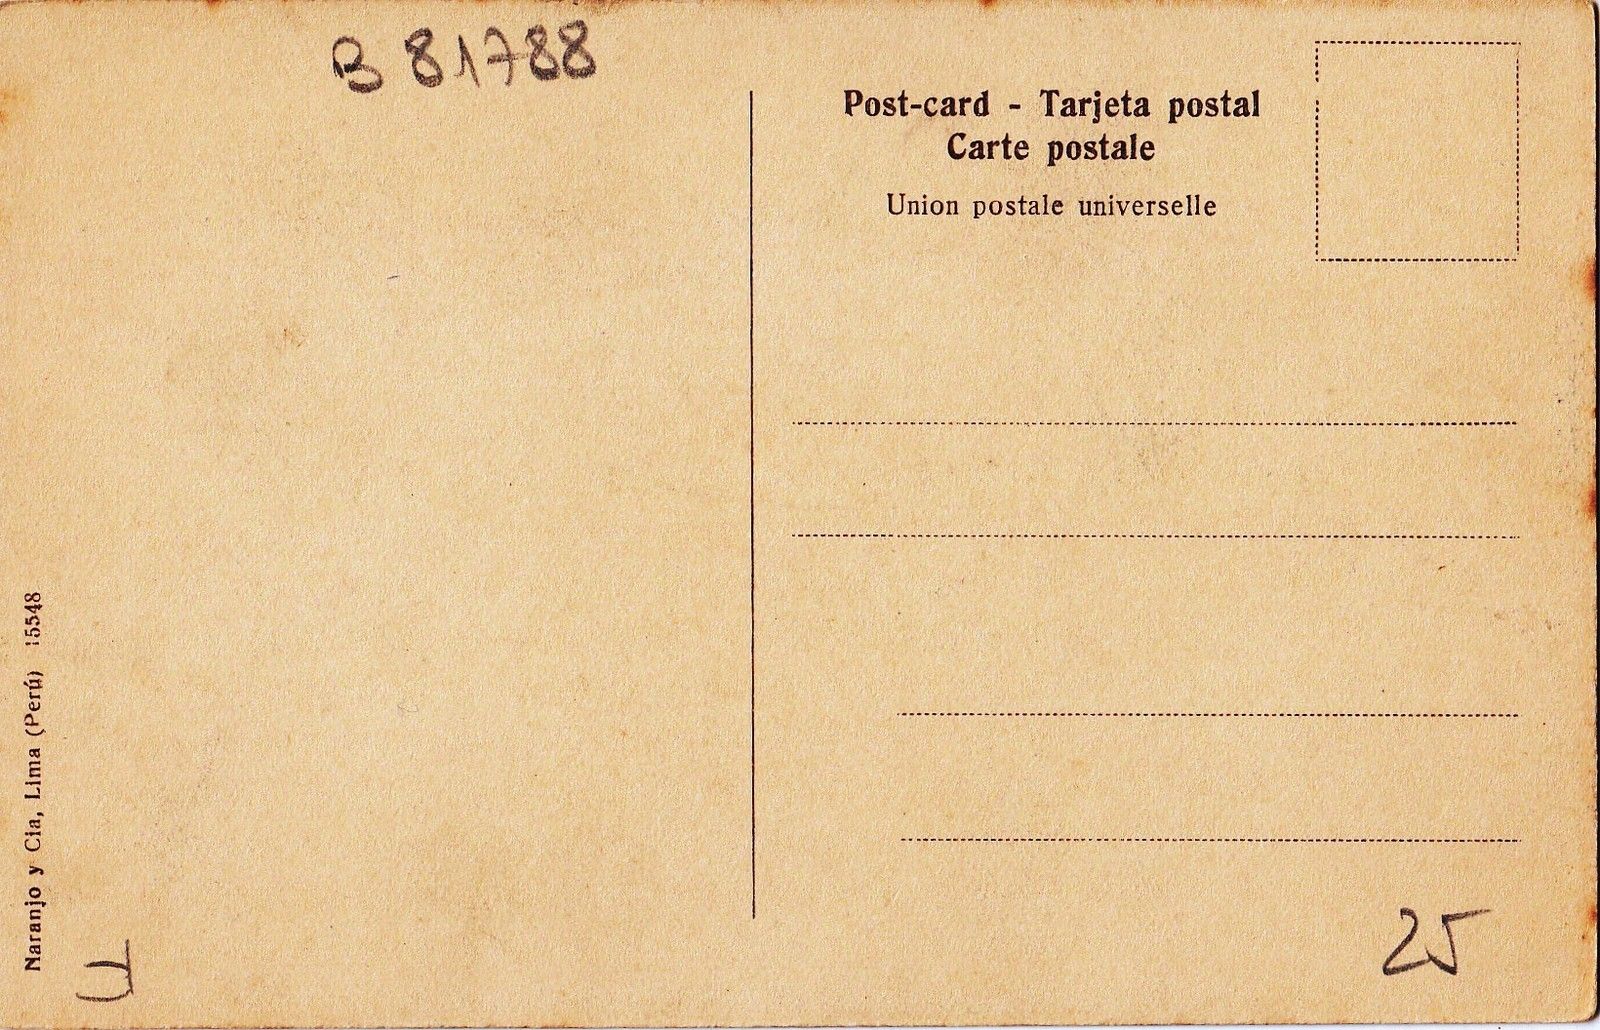 B 81788
Post-card - Tarjeta postal
Carte postale
Union postale universelle
Naranjo y Cia, Lima (Perú) 15548
25